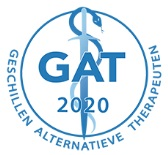 GAT
2020
GESCHILLEN ALTERNATIEVE THERAPEUTEN